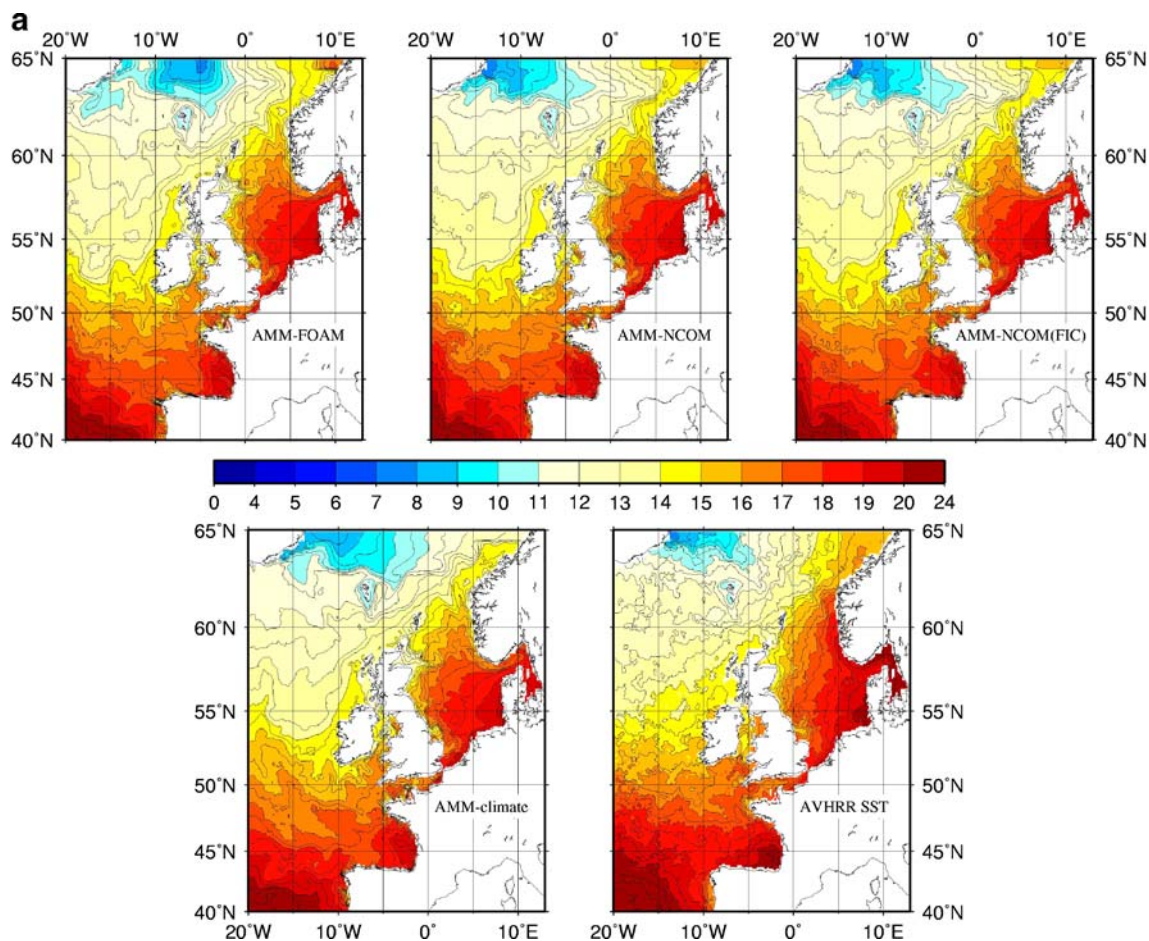 a
20˚W 10˚W 0˚ 10˚E 20˚W 10˚W 0˚ 10˚E 20˚W 10˚W 0˚ 10˚E
65˚N 65˚N
60˚N 60˚N
55˚N 55˚N
50˚N 50˚N
AMM-FOAM AMM-NCOM AMM-NCOM(FIC)
45˚N 45˚N
40˚N 40˚N
0 4 5 6 7 8 9 10 11 12 13 14 15 16 17 18 19 20 24
65˚N 65˚N
60˚N 60˚N
55˚N 55˚N
50˚N 50˚N
AMM-climate AVHRR SST
45˚N 45˚N
40˚N 40˚N
20˚W 10˚W 0˚ 10˚E 20˚W 10˚W 0˚ 10˚E